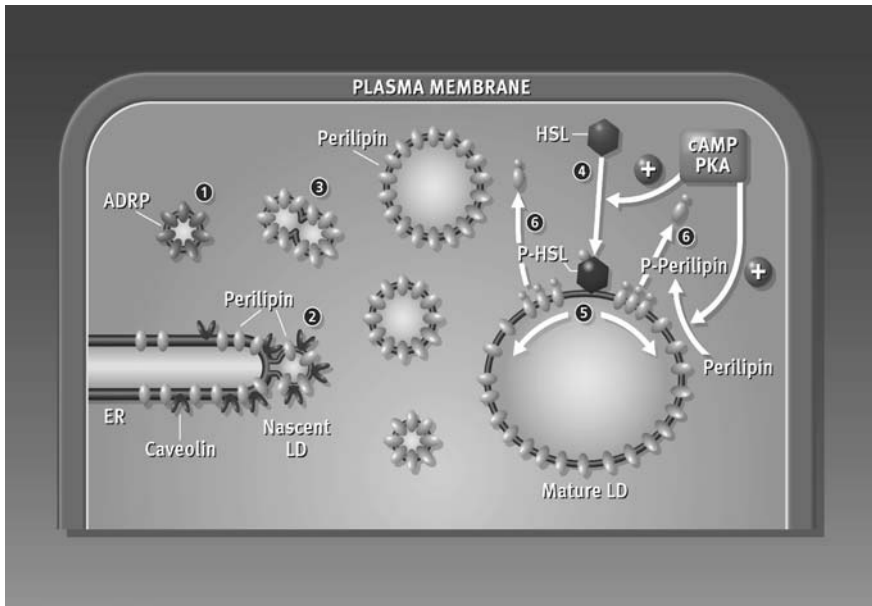 PLASMA MEMBRANE
Perilipin
HSL
cAMP
PKA
+
4
1
3
ADRP
6
6
P-HSL
P-Perilipin
+
Perilipin
2
5
Perilipin
ER
Nascent
LD
Caveolin
Mature LD